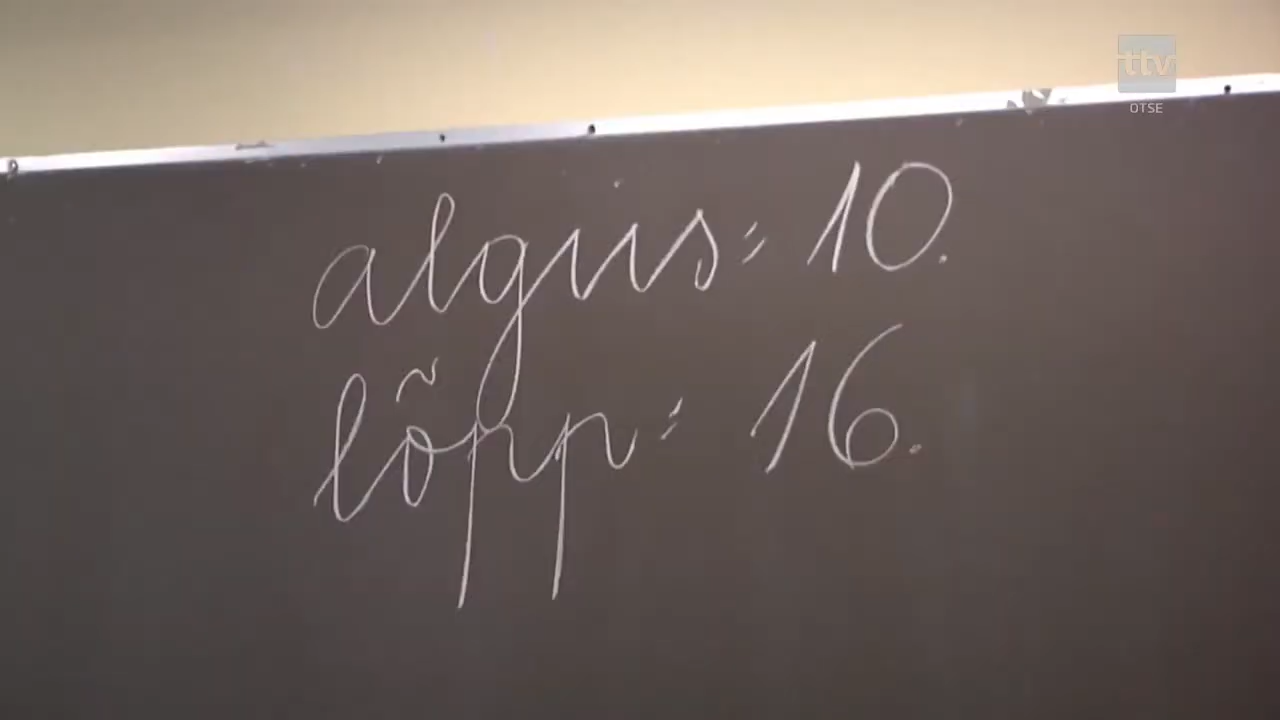 ttv
OTSE
algus = 10.
lõpp = 16.